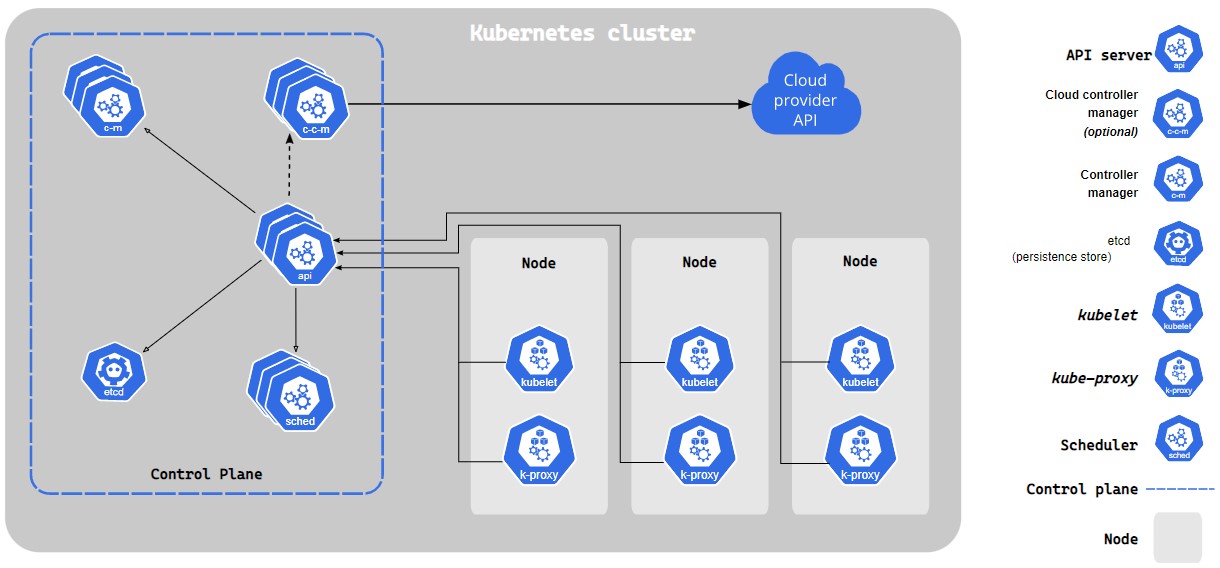 Kubernetes cluster
c-m
c-c-m
Cloud
provider
API
api
etcd
sched
Control Plane
Node
kubelet
k-proxy
Node
kubelet
k-proxy
Node
kubelet
k-proxy
API server
api
Cloud controller
manager
(optional)
c-c-m
Controller
manager
c-m
etcd
(persistence store)
etcd
kubelet
kubelet
kube-proxy
k-proxy
Scheduler
sched
Control plane
Node